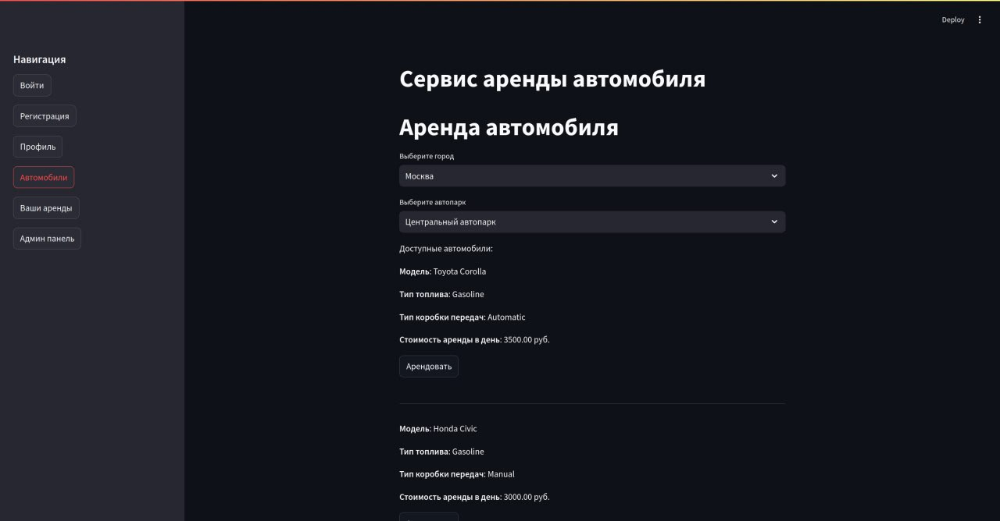 Deploy
Навигация
Войти
Регистрация
Профиль
Автомобили
Ваши аренды
Админ панель
Сервис аренды автомобиля
Аренда автомобиля
Выберите город
Москва
Выберите автопарк
Центральный автопарк
Доступные автомобили:
Модель: Toyota Corolla
Тип топлива: Gasoline
Тип коробки передач: Automatic
Стоимость аренды в день: 3500.00 руб.
Арендовать
Модель: Honda Civic
Тип топлива: Gasoline
Тип коробки передач: Manual
Стоимость аренды в день: 3000.00 руб.